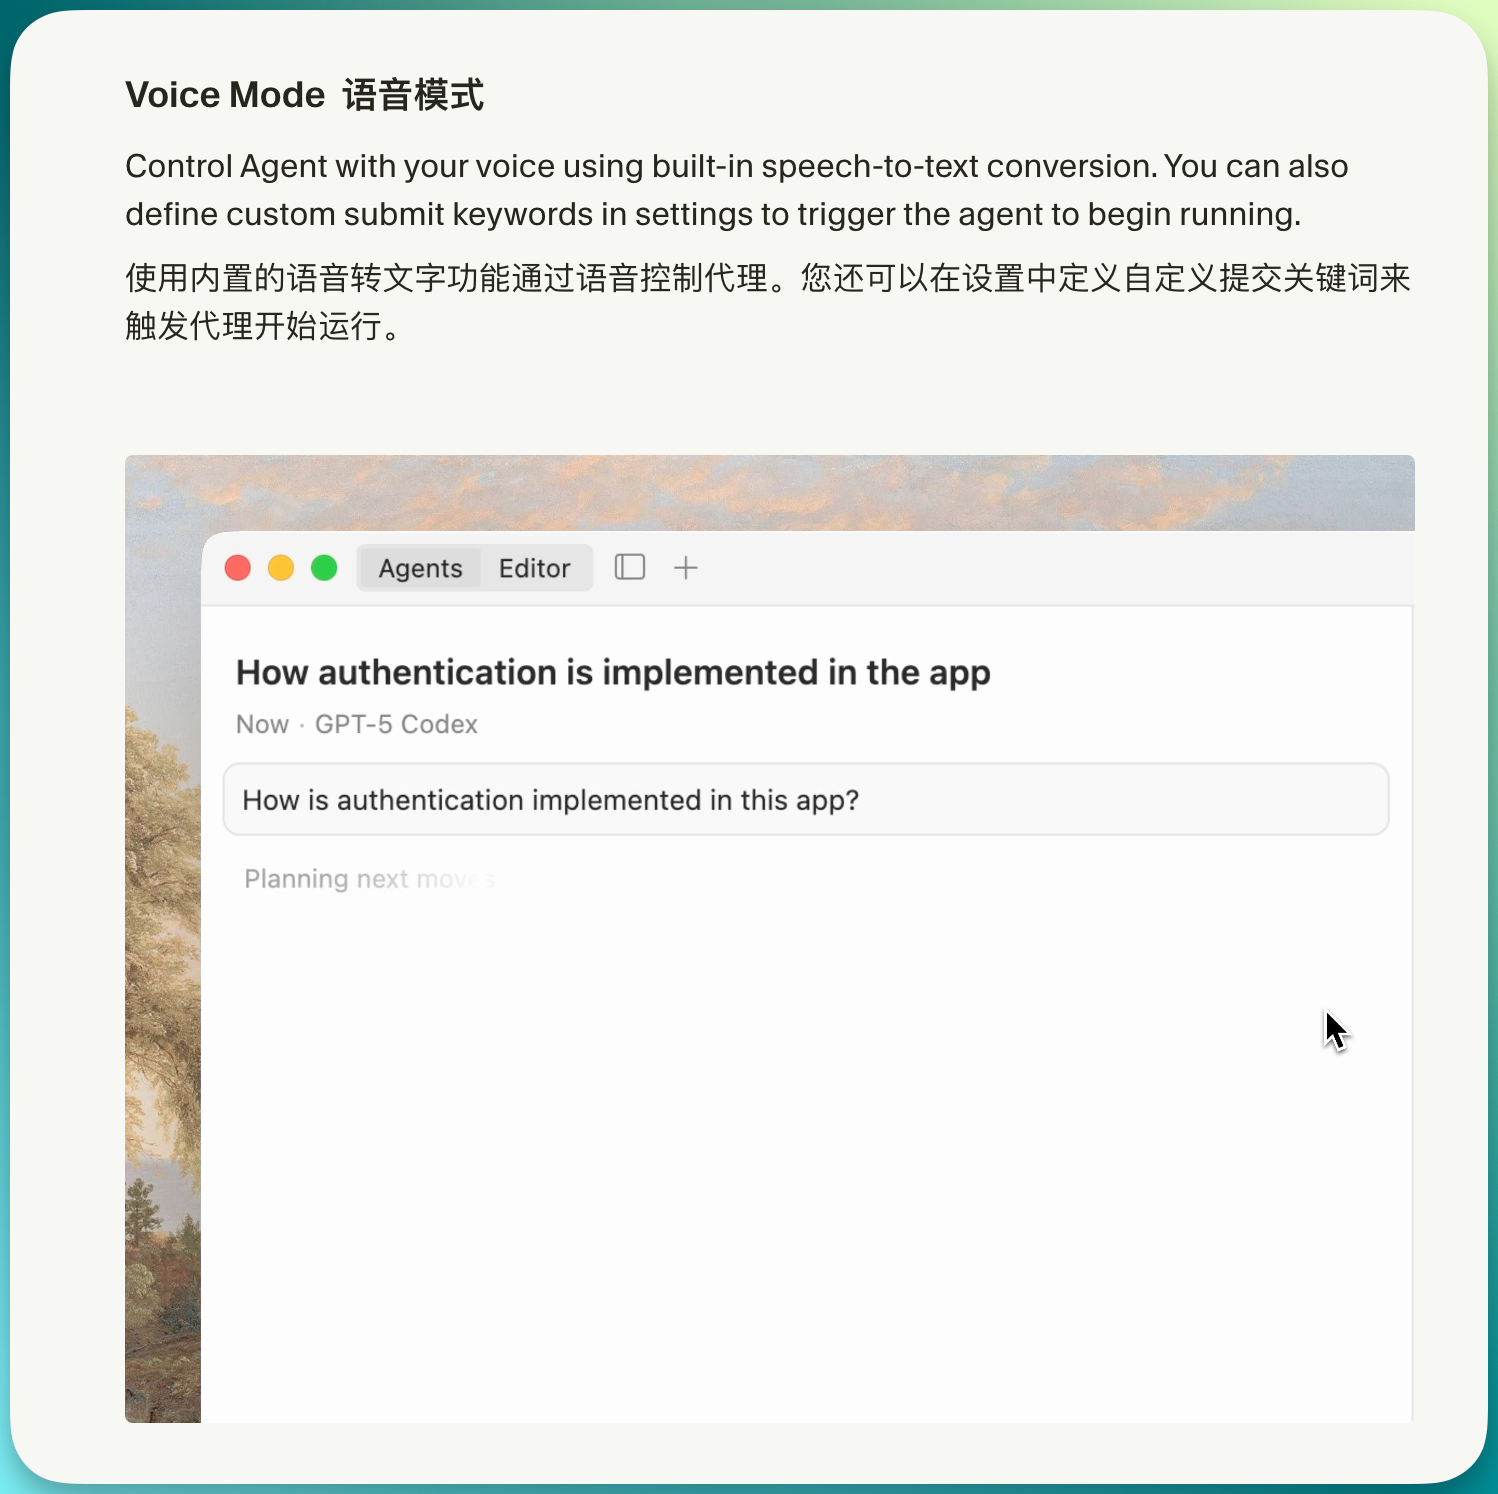 Voice Mode 语音模式
Control Agent with your voice using built-in speech-to-text conversion. You can also
define custom submit keywords in settings to trigger the agent to begin running.
使用内置的语音转文字功能通过语音控制代理。您还可以在设置中定义自定义提交关键词来
触发代理开始运行。
Agents Editor
How authentication is implemented in the app
Now · GPT-5 Codex
How is authentication implemented in this app?
Planning next moves